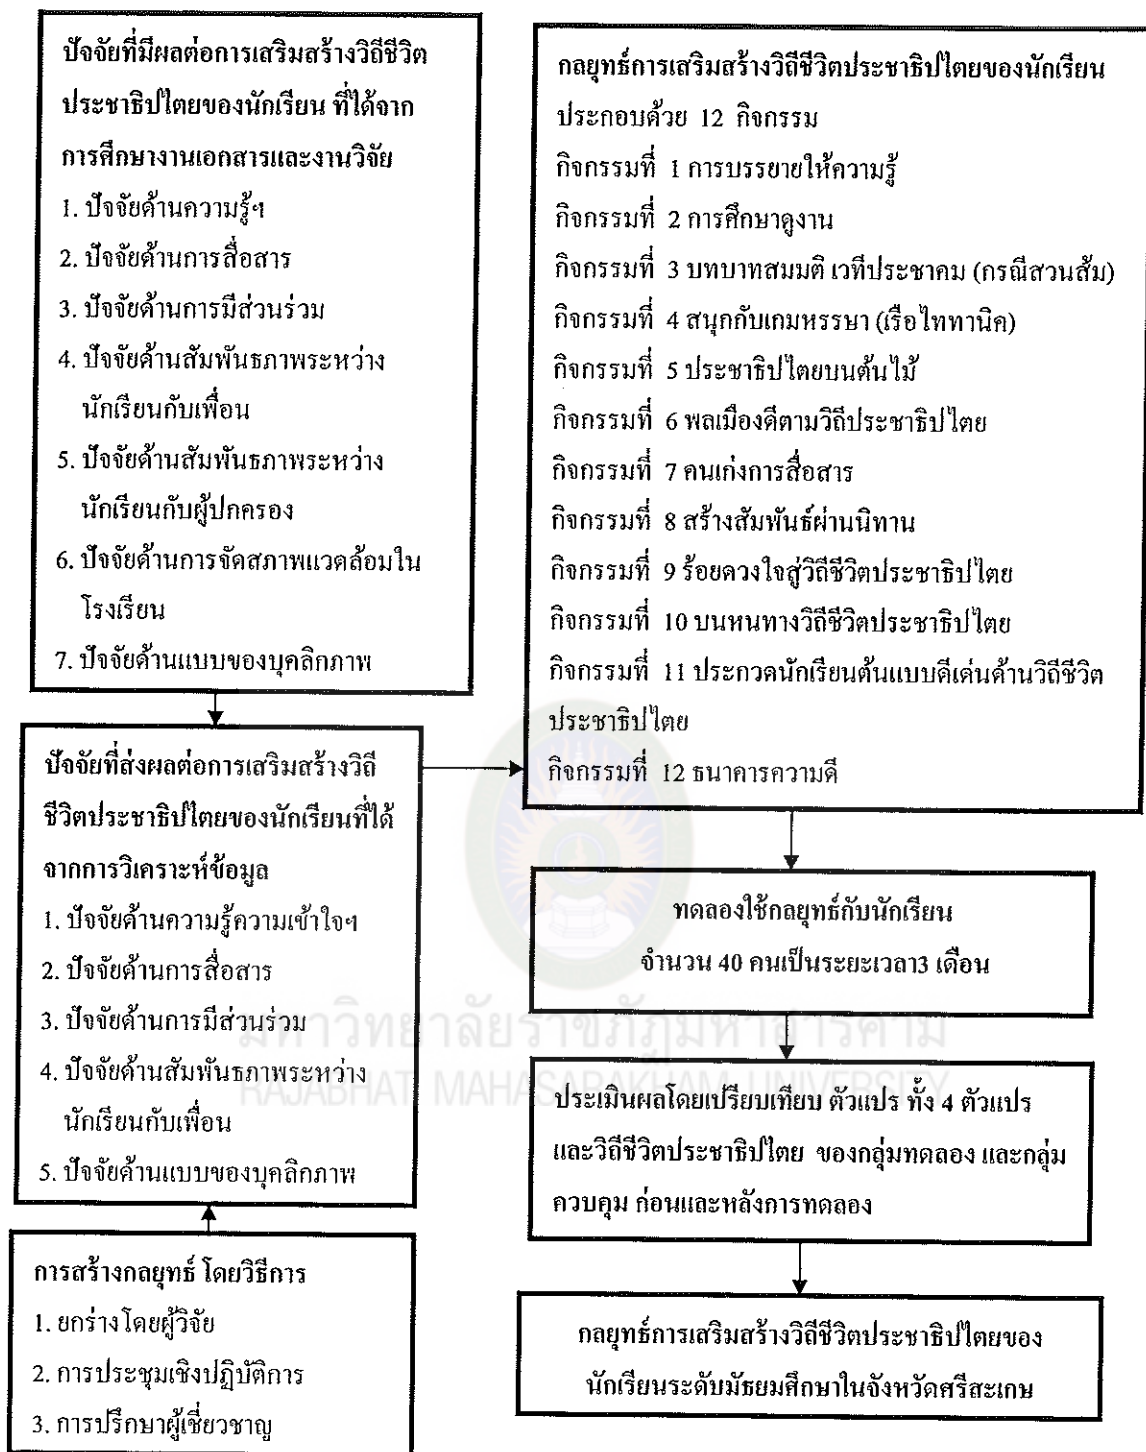 ปัจจัยที่มีผลต่อการเสริมสร้างวิถีชีวิต
ประชาธิปไตยของนักเรียน ที่ได้จาก
การศึกษางานเอกสารและงานวิจัย
1. ปัจจัยด้านความรู้ฯ
2. ปัจจัยด้านการสื่อสาร
3. ปัจจัยด้านการมีส่วนร่วม
4. ปัจจัยด้านสัมพันธภาพระหว่าง
นักเรียนกับเพื่อน
5. ปัจจัยด้านสัมพันธภาพระหว่าง
นักเรียนกับผู้ปกครอง
6. ปัจจัยด้านการจัดสภาพแวดล้อมใน
โรงเรียน
7. ปัจจัยด้านแบบของบุคลิกภาพ
ปัจจัยที่ส่งผลต่อการเสริมสร้างวิถี
ชีวิตประชาธิปไตยของนักเรียนที่ได้
จากการวิเคราะห์ข้อมูล
1. ปัจจัยด้านความรู้ความเข้าใจฯ
2. ปัจจัยด้านการสื่อสาร
3. ปัจจัยด้านการมีส่วนร่วม
4. ปัจจัยด้านสัมพันธภาพระหว่าง
นักเรียนกับเพื่อน
5. ปัจจัยด้านแบบของบุคลิกภาพ
การสร้างกลยุทธ์ โดยวิธีการ
1. ยกร่างโดยผู้วิจัย
2. การประชุมเชิงปฏิบัติการ
3. การปรึกษาผู้เชี่ยวชาญ
กลยุทธ์การเสริมสร้างวิถีชีวิตประชาธิปไตยของนักเรียน
ประกอบด้วย 12 กิจกรรม
กิจกรรมที่ 1 การบรรยายให้ความรู้
กิจกรรมที่ 2 การศึกษาดูงาน
กิจกรรมที่ 3 บทบาทสมมติ เวทีประชาคม (กรณีสวนส้ม)
กิจกรรมที่ 4 สนุกกับเกมหรรษา (เรือไททานิค)
กิจกรรมที่ 5 ประชาธิปไตยบนต้นไม้
กิจกรรมที่ 6 พลเมืองดีตามวิถีประชาธิปไตย
กิจกรรมที่ 7 คนเก่งการสื่อสาร
กิจกรรมที่ 8 สร้างสัมพันธ์ผ่านนิทาน
กิจกรรมที่ 9 ร้อยดวงใจสู่วิถีชีวิตประชาธิปไตย
กิจกรรมที่ 10 บนหนทางวิถีชีวิตประชาธิปไตย
กิจกรรมที่ 11 ประกวดนักเรียนต้นแบบดีเด่นด้านวิถีชีวิต
ประชาธิปไตย
กิจกรรมที่ 12 ธนาคารความดี
ทดลองใช้กลยุทธ์กับนักเรียน
จำนวน 40 คนเป็นระยะเวลา3 เดือน
มหาวิทยาลัยราชภัฏมหาสารคาม
RAJABHAT MAHASARAKHAM UNIVERSITY
ประเมินผลโดยเปรียบเทียบ ตัวแปร ทั้ง 4 ตัวแปร
และวิถีชีวิตประชาธิปไตย ของกลุ่มทดลอง และกลุ่ม
ควบคุม ก่อนและหลังการทดลอง
กลยุทธ์การเสริมสร้างวิถีชีวิตประชาธิปไตยของ
นักเรียนระดับมัธยมศึกษาในจังหวัดศรีสะเกษ